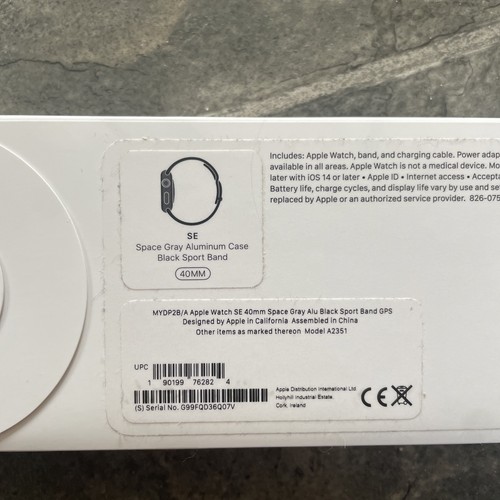 SE
Space Gray Aluminum Case
Black Sport Band
40MM
Includes: Apple Watch, band, and charging cable. Power adap
available in all areas. Apple Watch is not a medical device. Mo
later with iOS 14 or later • Apple ID • Internet access • Accepta
Battery life, charge cycles, and display life vary by use and se
replaced by Apple or an authorized service provider. 826-075
MYDP2B/A Apple Watch SE 40mm Space Gray Alu Black Sport Band GPS
Designed by Apple in California Assembled in China
Other items as marked thereon Model A2351
UPC
1 90199 76282 4
(S) Serial No. G99FQD36Q07V
Apple Distribution International Ltd.
Hollyhill Industrial Estate.
Cork, Ireland
CE